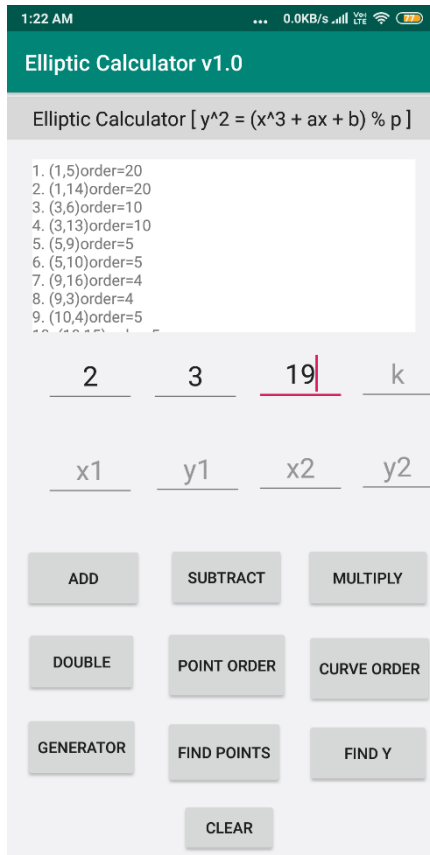 1:22 AM ... 0.0KB/s Vo) LTE 77
Elliptic Calculator v1.0
Elliptic Calculator [ y^2 = (x^3 + ax + b) % p ]
1. (1,5)order=20
2. (1,14)order=20
3. (3,6)order=10
4. (3,13)order=10
5. (5,9)order=5
6. (5,10)order=5
7. (9,16)order=4
8. (9,3)order=4
9. (10,4)order=5
2 3 19 k
x1 y1 x2 y2
ADD SUBTRACT MULTIPLY
DOUBLE POINT ORDER CURVE ORDER
GENERATOR FIND POINTS FIND Y
CLEAR